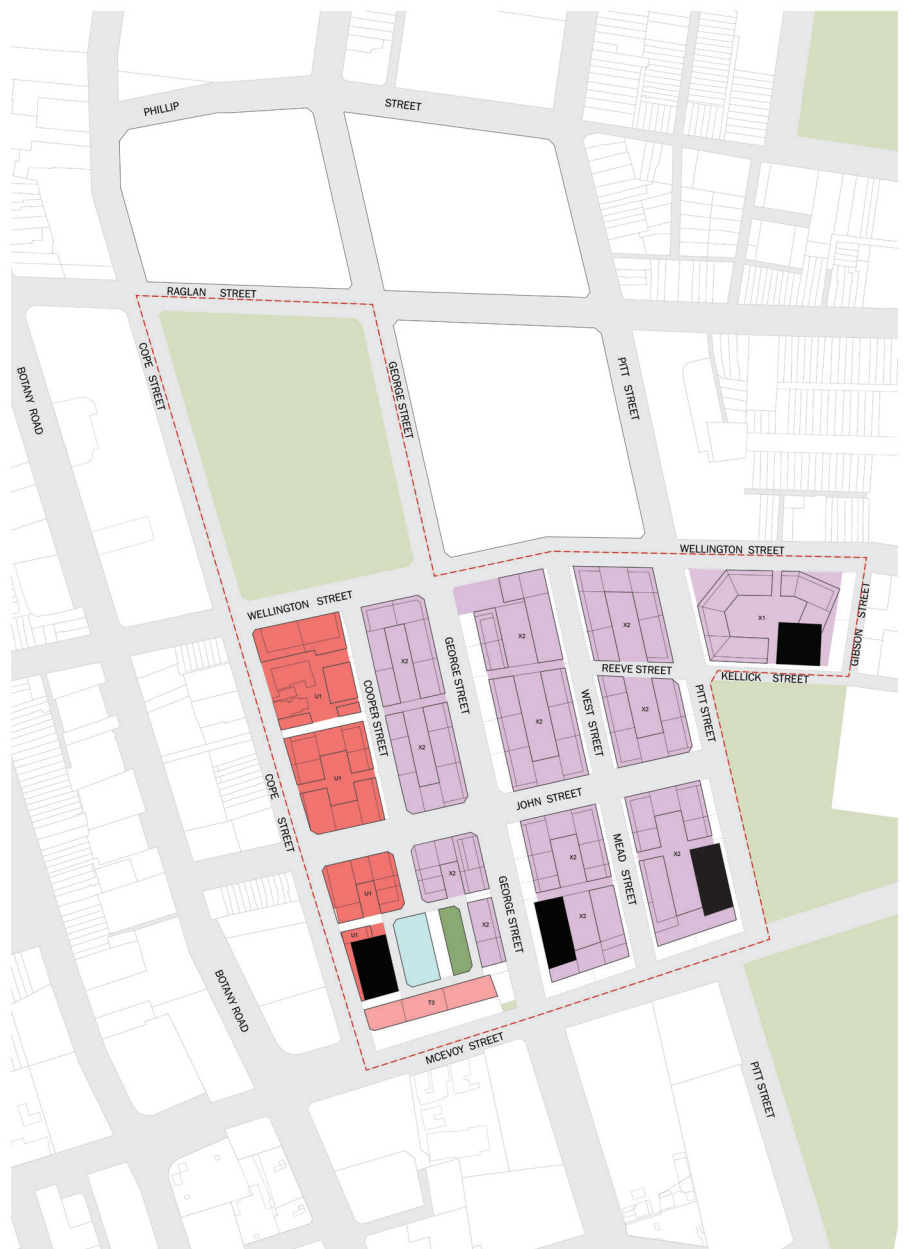 PHILLIP STREET
RAGLAN STREET
COPE STREET
BOTANY ROAD
GEORGE STREET
PITT STREET
WELLINGTON STREET
WELLINGTON STREET
X1
GIBSON STREET
X2
X2
X2
U1
COOPER STREET
GEORGE STREET
REEVE STREET
KELLICK STREET
X2
X2
X2
WEST STREET
PITT STREET
U1
COPE STREET
JOHN STREET
X2
X2
X2
MEAD STREET
U1
GEORGE STREET
X2
X2
U1
T3
BOTANY ROAD
MCEVOY STREET
PITT STREET